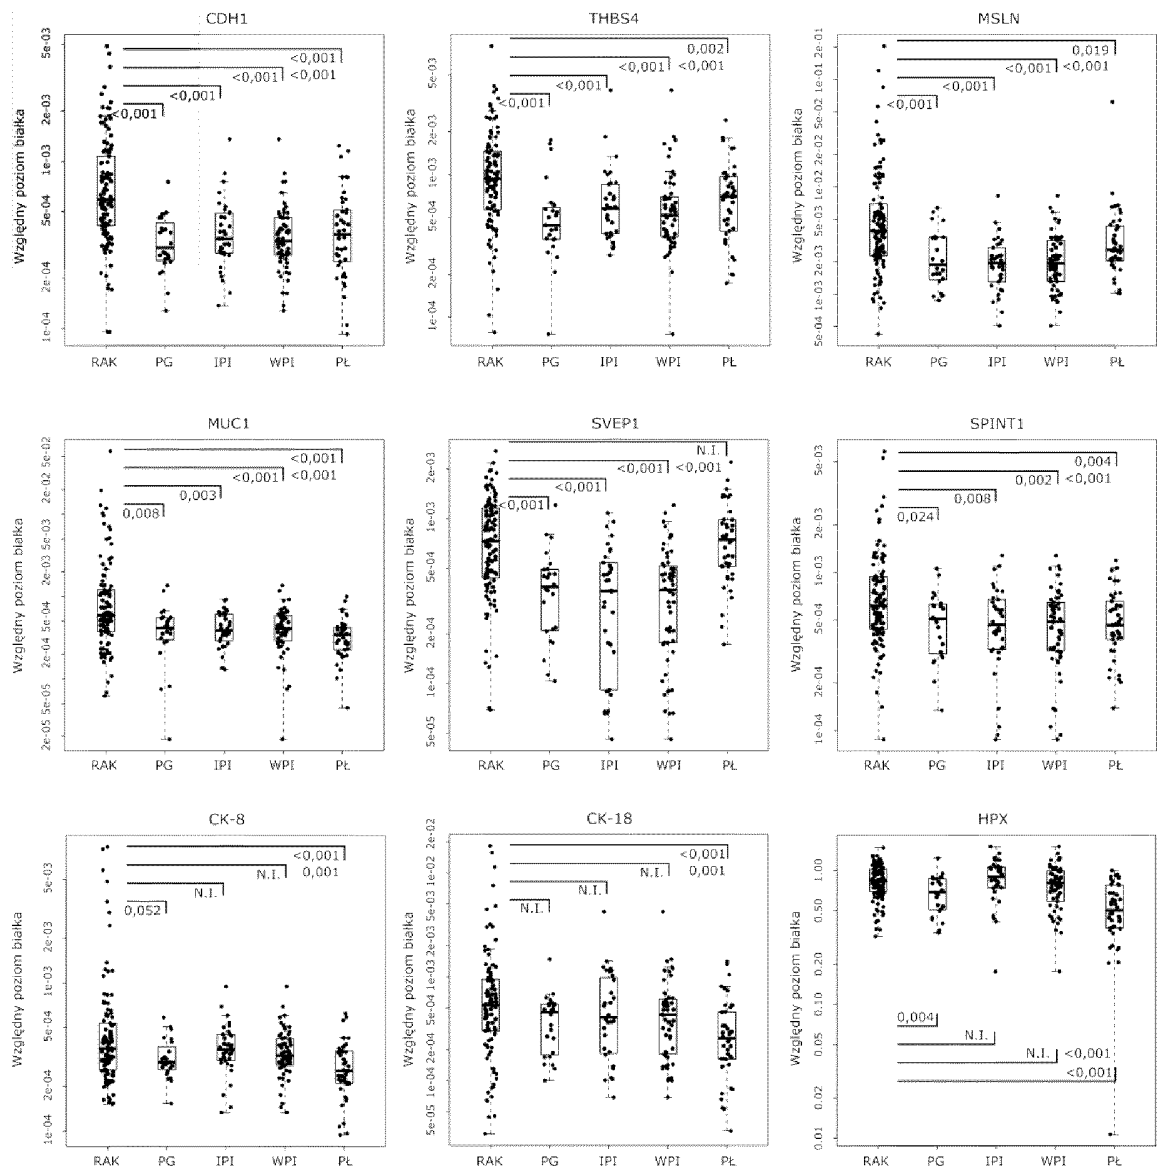 CDH1
Względny poziom białka
5e-03
2e-03
1e-03
5e-04
2e-04
1e-04
<0,001
<0,001 <0,001
<0,001
<0,001
RAK PG IPI WPI PŁ
THBS4
Względny poziom białka
5e-03
2e-03
1e-03
5e-04
2e-04
1e-04
0,002
<0,001 <0,001
<0,001
<0,001
RAK PG IPI WPI PŁ
MSLN
Względny poziom białka
2e-01
1e-01
5e-02
2e-02
1e-02
5e-03
2e-03
1e-03
5e-04
0,019
<0,001 <0,001
<0,001
<0,001
RAK PG IPI WPI PŁ
MUC1
Względny poziom białka
5e-02
2e-02
5e-03
2e-03
5e-04
2e-04
5e-05
2e-05
<0,001
<0,001 <0,001
0,003
0,008
RAK PG IPI WPI PŁ
SVEP1
Względny poziom białka
2e-03
1e-03
5e-04
2e-04
1e-04
5e-05
N.I.
<0,001 <0,001
<0,001
<0,001
RAK PG IPI WPI PŁ
SPINT1
Względny poziom białka
5e-03
2e-03
1e-03
5e-04
2e-04
1e-04
0,004
0,002 <0,001
0,008
0,024
RAK PG IPI WPI PŁ
CK-8
Względny poziom białka
5e-03
2e-03
1e-03
5e-04
2e-04
1e-04
<0,001
N.I. 0,001
N.I.
0,052
RAK PG IPI WPI PŁ
CK-18
Względny poziom białka
2e-02
1e-02
5e-03
2e-03
1e-03
5e-04
2e-04
1e-04
5e-05
<0,001
N.I. 0,001
N.I.
N.I.
RAK PG IPI WPI PŁ
HPX
Względny poziom białka
1.00
0.50
0.20
0.10
0.05
0.02
0.01
0,004
N.I.
N.I. <0,001
<0,001
RAK PG IPI WPI PŁ